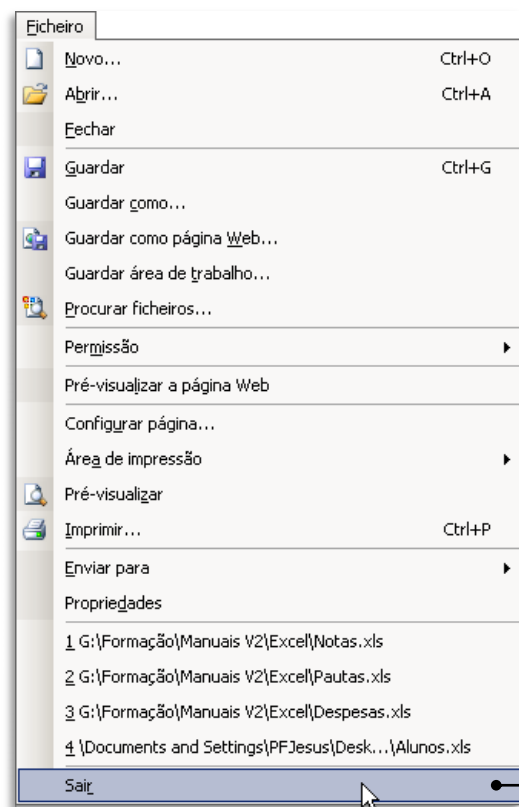 Ficheiro
Novo... Ctrl+O
Abrir... Ctrl+A
Fechar
Guardar Ctrl+G
Guardar como...
Guardar como página Web...
Guardar área de trabalho...
Procurar ficheiros...
Permissão
Pré-visualizar a página Web
Configurar página...
Área de impressão
Pré-visualizar
Imprimir... Ctrl+P
Enviar para
Propriedades
1 G:\Formação\Manuais V2\Excel\Notas.xls
2 G:\Formação\Manuais V2\Excel\Pautas.xls
3 G:\Formação\Manuais V2\Excel\Despesas.xls
4 \Documents and Settings\PFJesus\Desk...\Alunos.xls
Sair